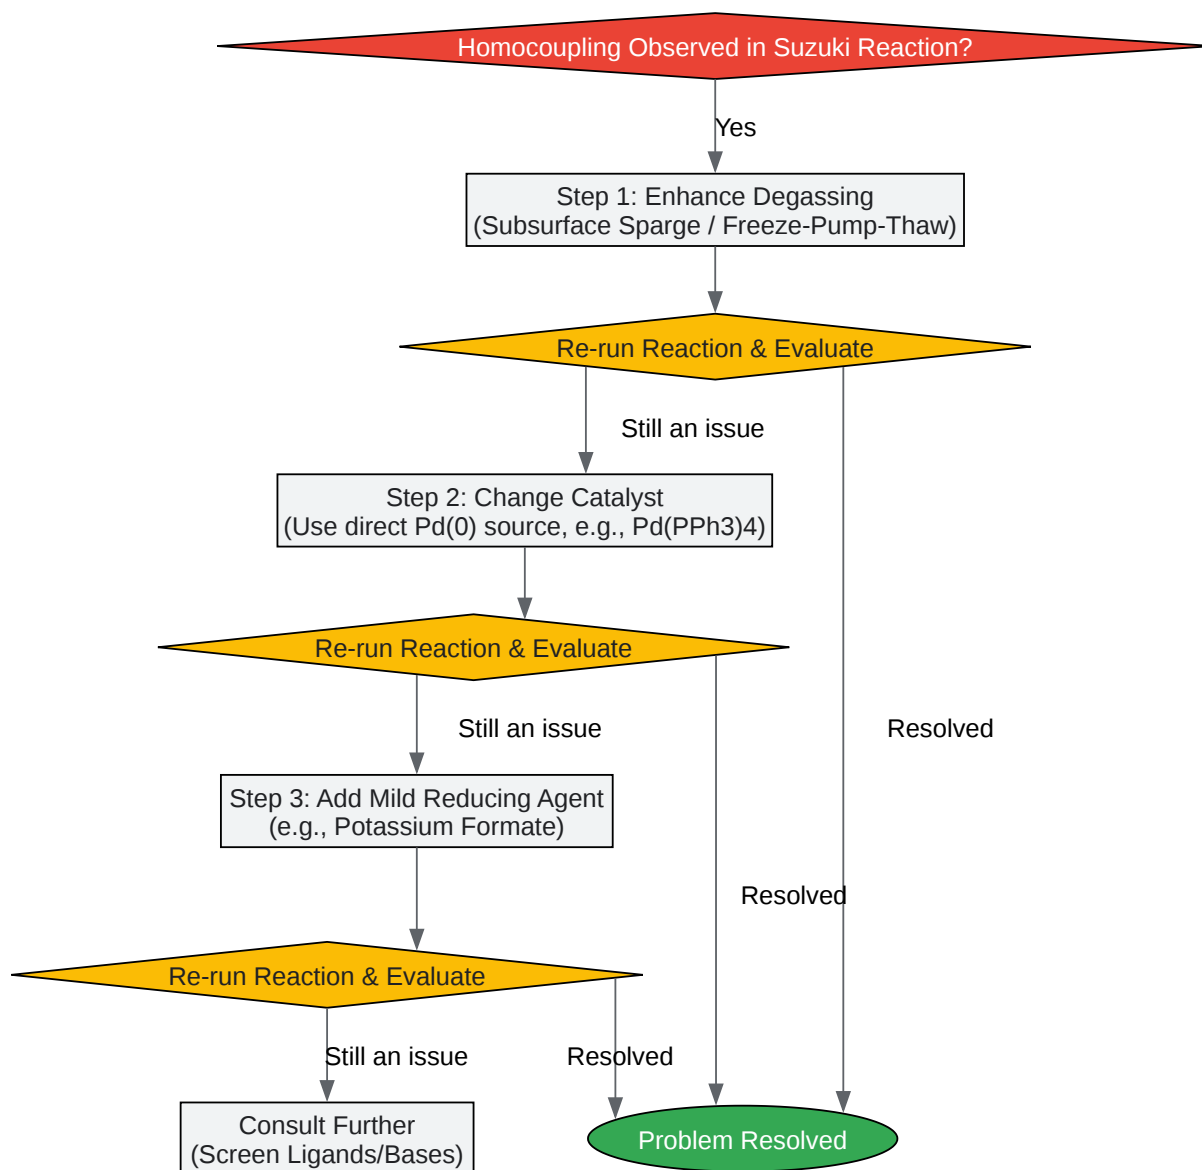 Homocoupling Observed in Suzuki Reaction?
Yes
Step 1: Enhance Degassing
(Subsurface Sparge / Freeze-Pump-Thaw)
Re-run Reaction & Evaluate
Still an issue
Step 2: Change Catalyst
(Use direct Pd(0) source, e.g., Pd(PPh3)4)
Re-run Reaction & Evaluate
Still an issue
Resolved
Step 3: Add Mild Reducing Agent
(e.g., Potassium Formate)
Resolved
Re-run Reaction & Evaluate
Still an issue
Resolved
Consult Further
(Screen Ligands/Bases)
Problem Resolved